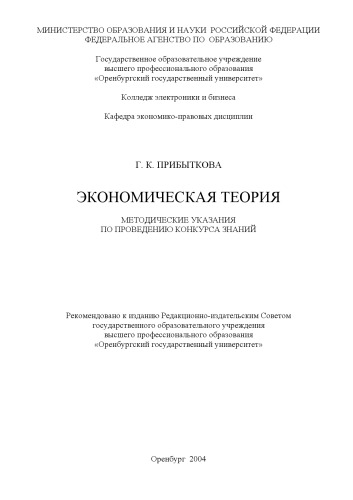 МИНИСТЕРСТВО ОБРАЗОВАНИЯ И НАУКИ РОССИЙСКОЙ ФЕДЕРАЦИИ
ФЕДЕРАЛЬНОЕ АГЕНСТВО ПО ОБРАЗОВАНИЮ
Государственное образовательное учреждение
высшего профессионального образования
«Оренбургский государственный университет»
Колледж электроники и бизнеса
Кафедра экономико-правовых дисциплин
Г. К. ПРИБЫТКОВА
ЭКОНОМИЧЕСКАЯ ТЕОРИЯ
МЕТОДИЧЕСКИЕ УКАЗАНИЯ
ПО ПРОВЕДЕНИЮ КОНКУРСА ЗНАНИЙ
Рекомендовано к изданию Редакционно-издательским Советом
государственного образовательного учреждения
высшего профессионального образования
«Оренбургский государственный университет»
Оренбург 2004